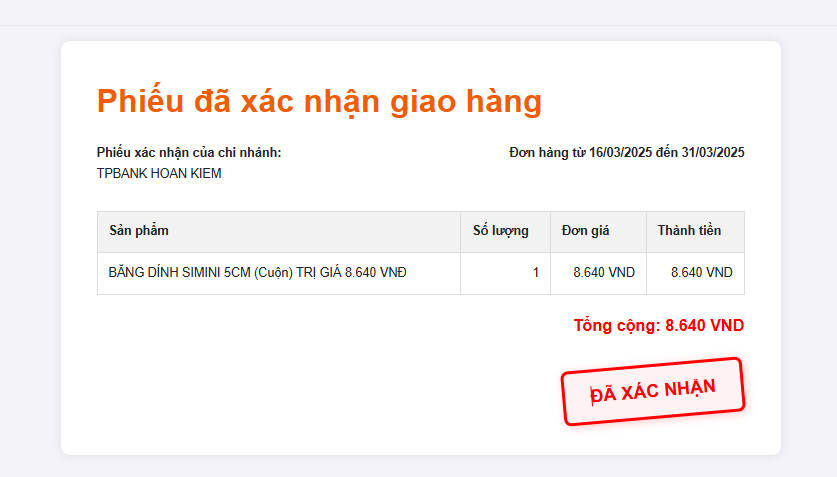 Phiếu đã xác nhận giao hàng
Phiếu xác nhận của chi nhánh: Đơn hàng từ 16/03/2025 đến 31/03/2025
TPBANK HOAN KIEM
Sản phẩm Số lượng Đơn giá Thành tiền
BĂNG DÍNH SIMINI 5CM (Cuộn) TRỊ GIÁ 8.640 VNĐ 1 8.640 VND 8.640 VND
Tổng cộng: 8.640 VND
ĐÃ XÁC NHẬN